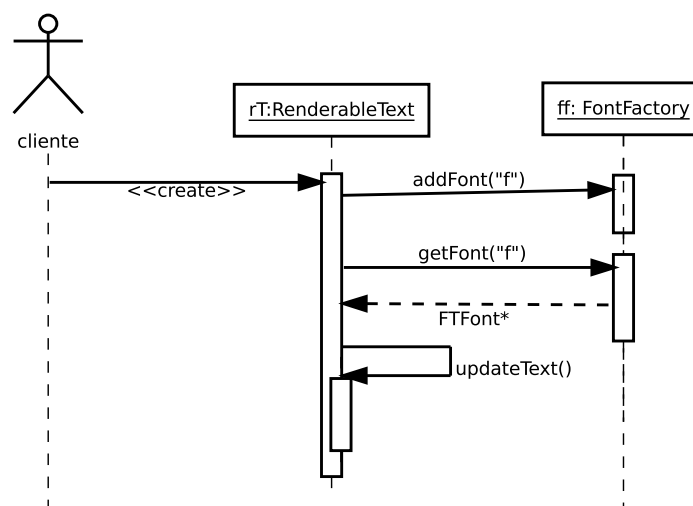 cliente
rT:RenderableText
ff: FontFactory
<<create>>
addFont("f")
getFont("f")
FTFont*
updateText()